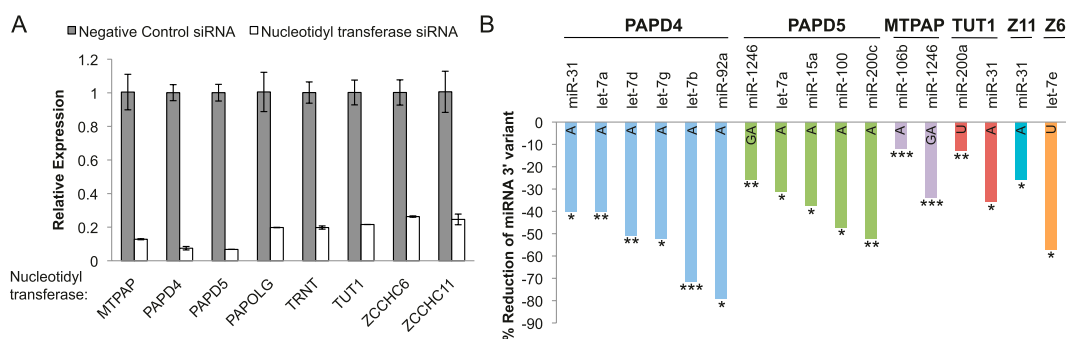 A
Negative Control siRNA
Nucleotidyl transferase siRNA
Relative Expression
1.2
1
0.8
0.6
0.4
0.2
0
Nucleotidyl
transferase:
MTPAP
PAPD4
PAPD5
PAPOLG
TRNT
TUT1
ZCCHC6
ZCCHC11
B
PAPD4 PAPD5 MTPAP TUT1 Z11 Z6
miR-31
let-7a
let-7d
let-7g
let-7b
miR-92a
miR-1246
let-7a
miR-15a
miR-100
miR-200c
miR-106b
miR-1246
miR-200a
miR-31
miR-31
let-7e
% Reduction of miRNA 3' variant
0
-10
-20
-30
-40
-50
-60
-70
-80
-90
A A A A A A GA A A A A A GA U A A U
* ** ** * *** * ** * * * ** *** *** ** * * *